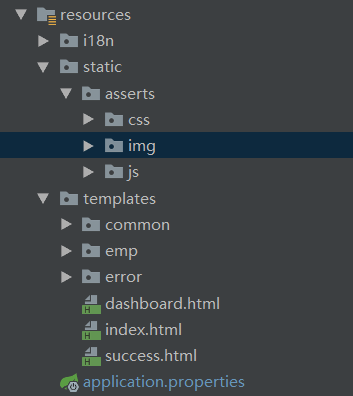 resources
i18n
static
asserts
css
img
js
templates
common
emp
error
dashboard.html
index.html
success.html
application.properties